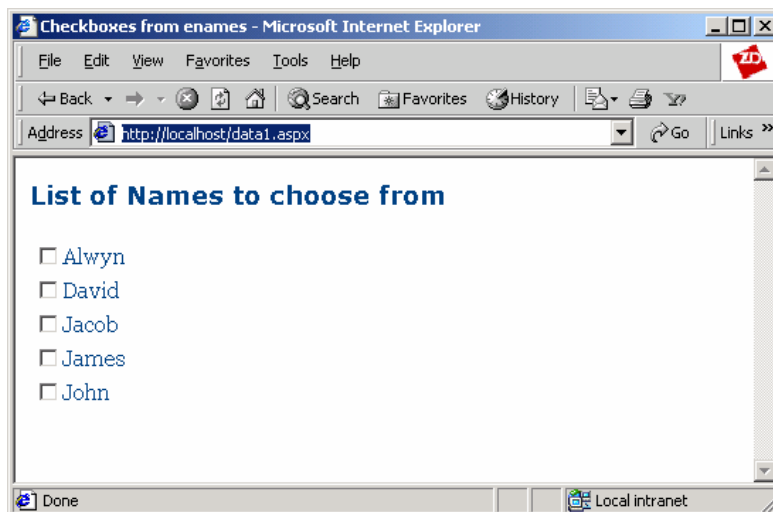 Checkboxes from enames - Microsoft Internet Explorer
File Edit View Favorites Tools Help
ZD
Back Search Favorites History
Address http://localhost/data1.aspx Go Links »
List of Names to choose from
Alwyn
David
Jacob
James
John
Done Local intranet